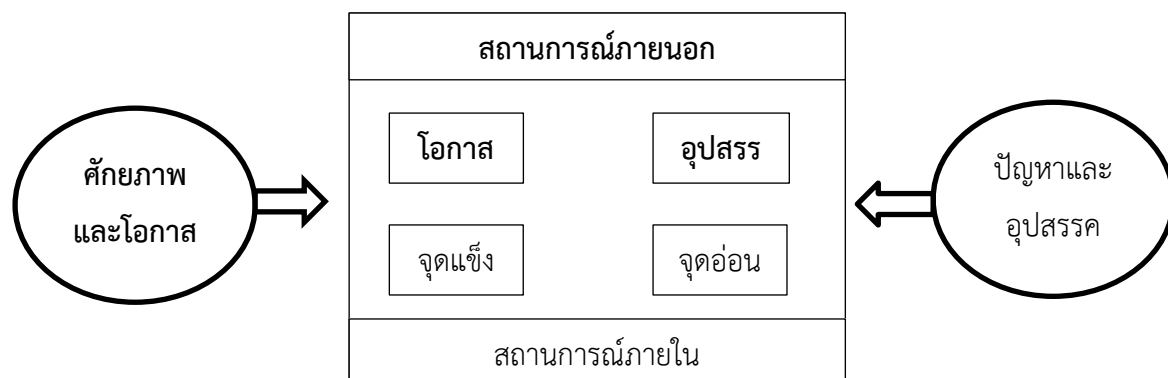 สถานการณ์ภายนอก
ศักยภาพ
และโอกาส
โอกาส
อุปสรร
จุดแข็ง
จุดอ่อน
ปัญหาและ
อุปสรรค
สถานการณ์ภายใน